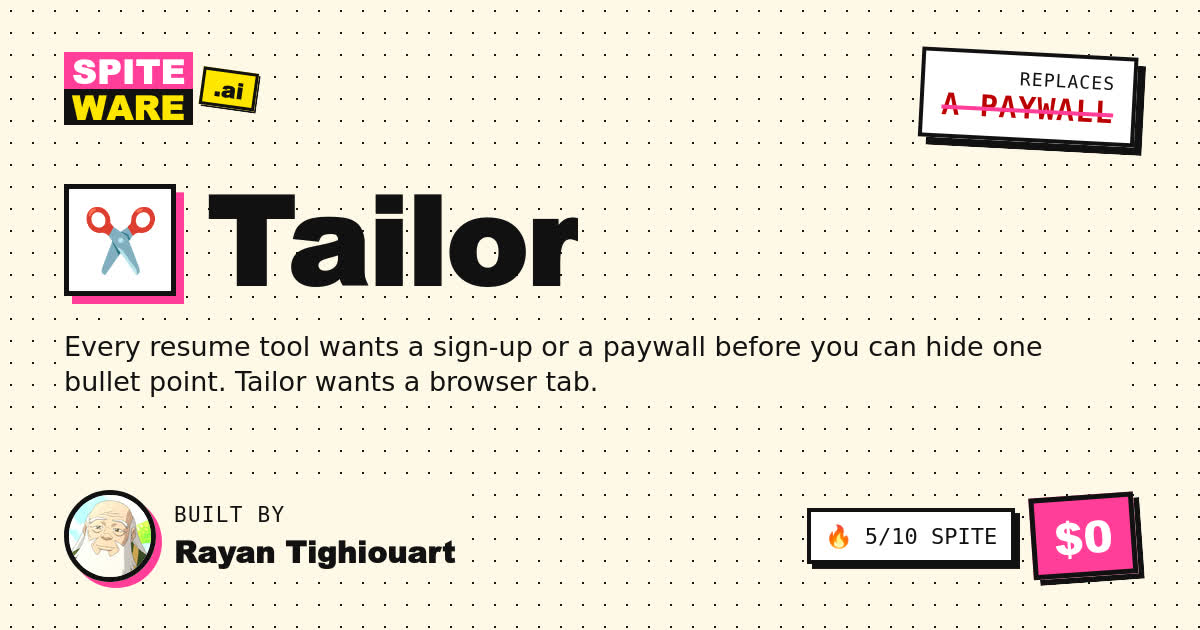 SPITE
WARE
.ai
REPLACES
A PAYWALL
Tailor
Every resume tool wants a sign-up or a paywall before you can hide one
bullet point. Tailor wants a browser tab.
BUILT BY
Rayan Tighiouart
🔥 5/10 SPITE
$0